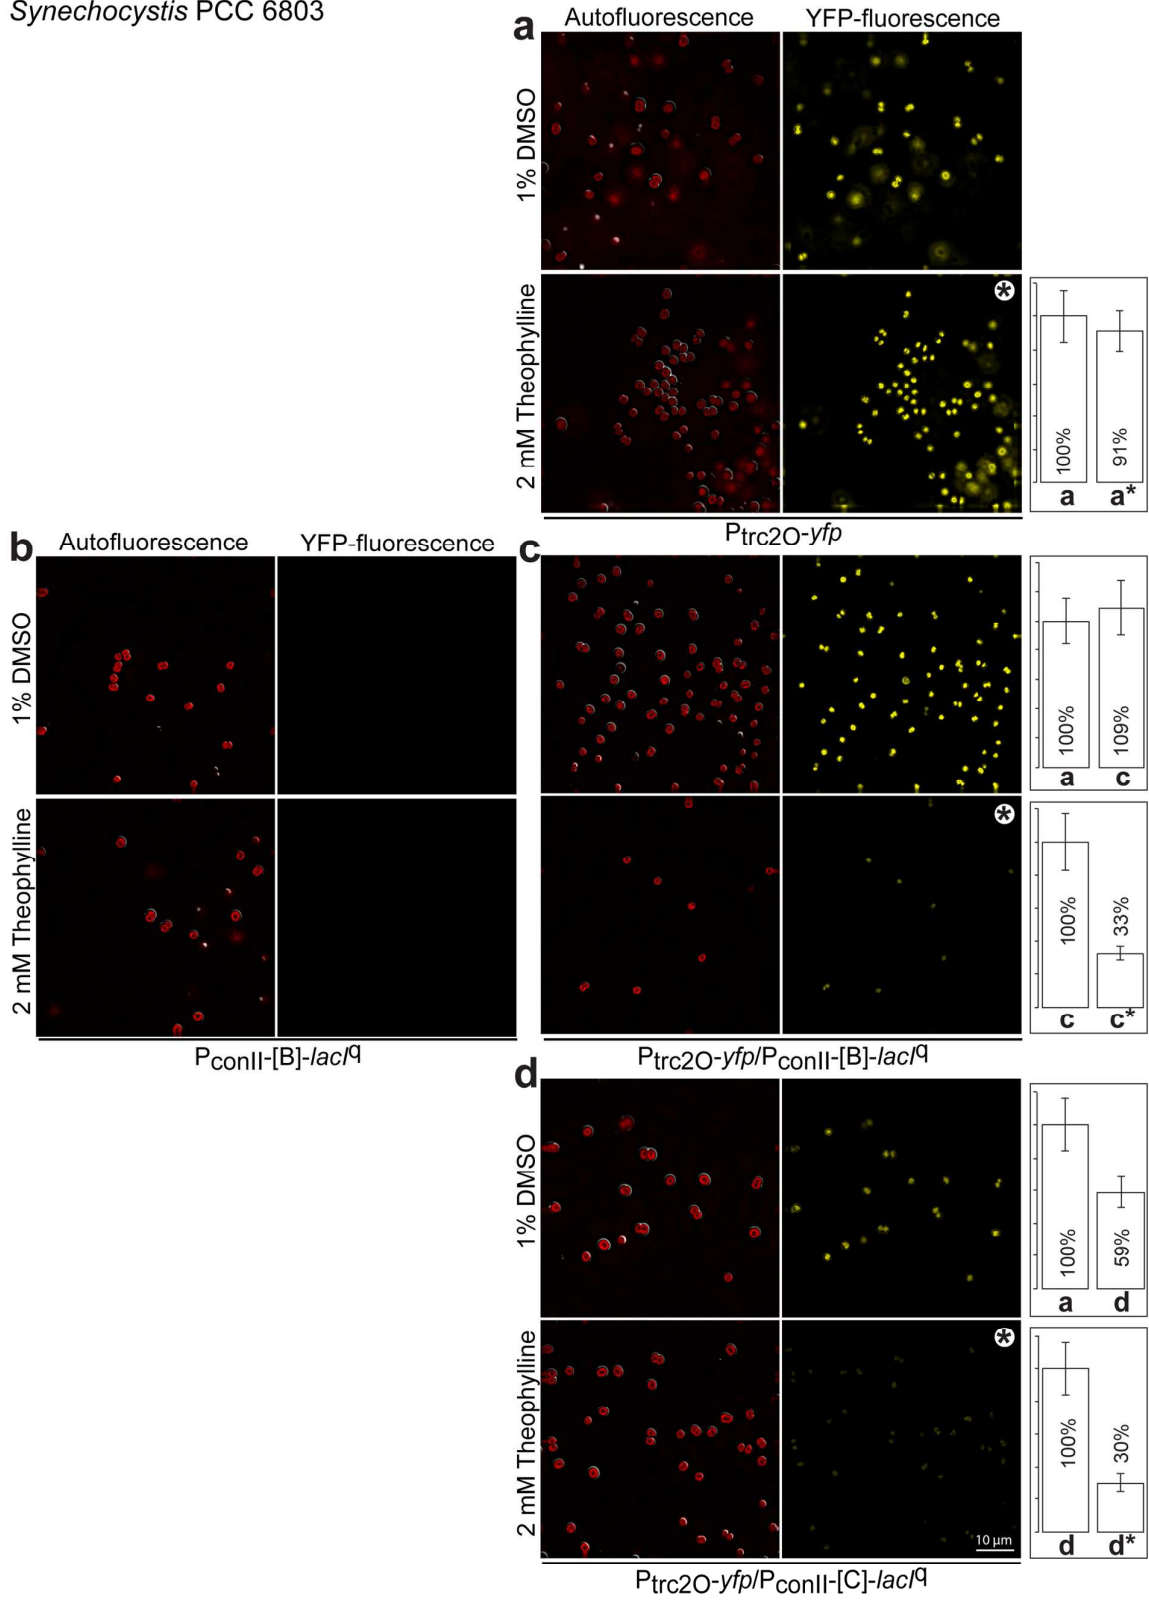 Synechocystis PCC 6803
a
Autofluorescence
YFP-fluorescence
1% DMSO
2 mM Theophylline
*
100%
91%
a
a*
Ptrc2O-yfp
b
Autofluorescence
YFP-fluorescence
1% DMSO
2 mM Theophylline
PconII-[B]-lacIq
c
100%
109%
a
c
*
100%
33%
c
c*
Ptrc2O-yfp/PconII-[B]-lacIq
d
1% DMSO
100%
59%
a
d
2 mM Theophylline
*
10 µm
100%
30%
d
d*
Ptrc2O-yfp/PconII-[C]-lacIq